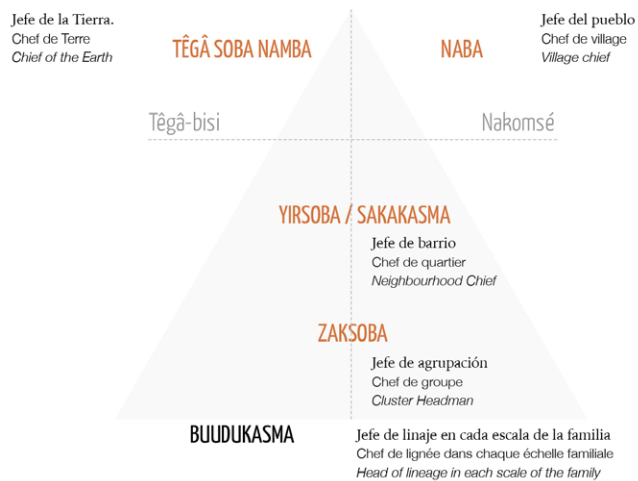 Jefe de la Tierra.
Chef de Terre
Chief of the Earth
TÊGÂ SOBA NAMBA
NABA
Jefe del pueblo
Chef de village
Village chief
Têgâ-bisi
Nakomsé
YIRSOBA / SAKAKASMA
Jefe de barrio
Chef de quartier
Neighbourhood Chief
ZAKSOBA
Jefe de agrupación
Chef de groupe
Cluster Headman
BUUDUKASMA
Jefe de linaje en cada escala de la familia
Chef de lignée dans chaque échelle familiale
Head of lineage in each scale of the family